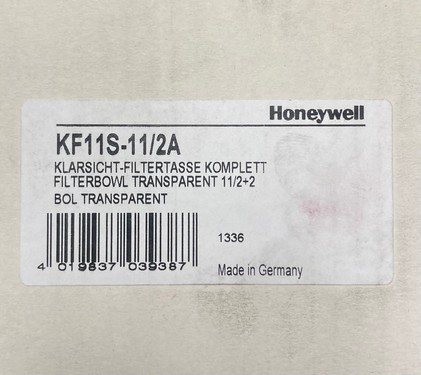 Honeywell
KF11S-11/2A
KLARSICHT-FILTERTASSE KOMPLETT
FILTERBOWL TRANSPARENT 11/2+2
BOL TRANSPARENT
1336
4 019837 039387
Made in Germany